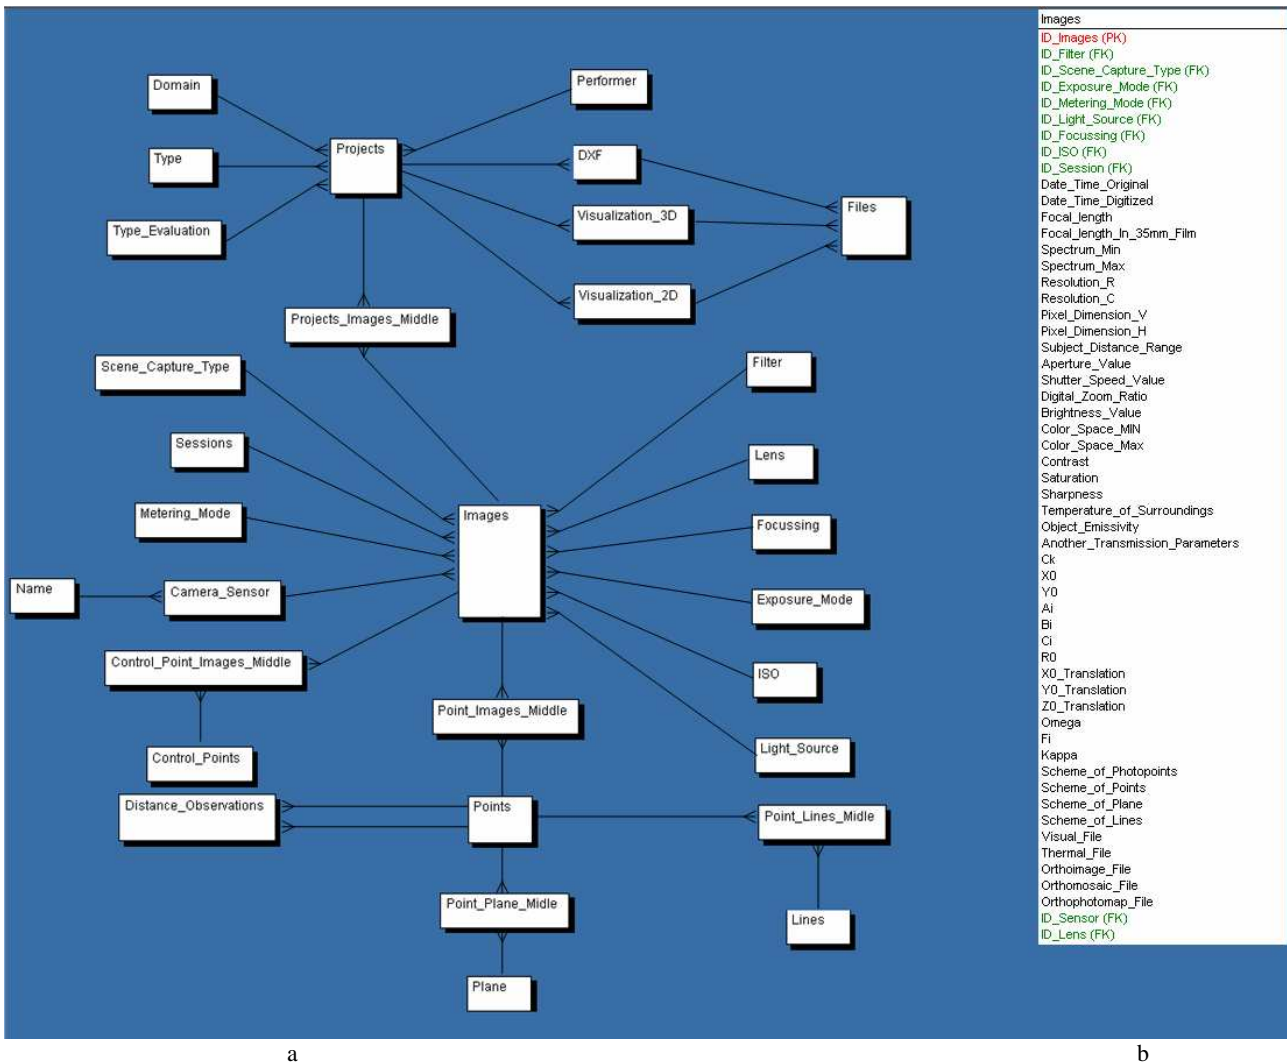 Domain
Performer
Projects
Type
DXF
Type_Evaluation
Visualization_3D
Files
Visualization_2D
Projects_Images_Middle
Scene_Capture_Type
Filter
Sessions
Lens
Metering_Mode
Images
Focussing
Name
Camera_Sensor
Exposure_Mode
Control_Point_Images_Middle
ISO
Point_Images_Middle
Control_Points
Light_Source
Distance_Observations
Points
Point_Lines_Midle
Point_Plane_Midle
Lines
Plane
a
Images
ID_Images (PK)
ID_Filter (FK)
ID_Scene_Capture_Type (FK)
ID_Exposure_Mode (FK)
ID_Metering_Mode (FK)
ID_Light_Source (FK)
ID_Focussing (FK)
ID_ISO (FK)
ID_Session (FK)
Date_Time_Original
Date_Time_Digitized
Focal_length
Focal_length_In_35mm_Film
Spectrum_Min
Spectrum_Max
Resolution_R
Resolution_C
Pixel_Dimension_V
Pixel_Dimension_H
Subject_Distance_Range
Aperture_Value
Shutter_Speed_Value
Digital_Zoom_Ratio
Brightness_Value
Color_Space_MIN
Color_Space_Max
Contrast
Saturation
Sharpness
Temperature_of_Surroundings
Object_Emissivity
Another_Transmission_Parameters
Ck
X0
Y0
Ai
Bi
Ci
R0
X0_Translation
Y0_Translation
Z0_Translation
Omega
Fi
Kappa
Scheme_of_Photopoints
Scheme_of_Points
Scheme_of_Plane
Scheme_of_Lines
Visual_File
Thermal_File
Orthoimage_File
Orthomosaic_File
Orthophotomap_File
ID_Sensor (FK)
ID_Lens (FK)
b